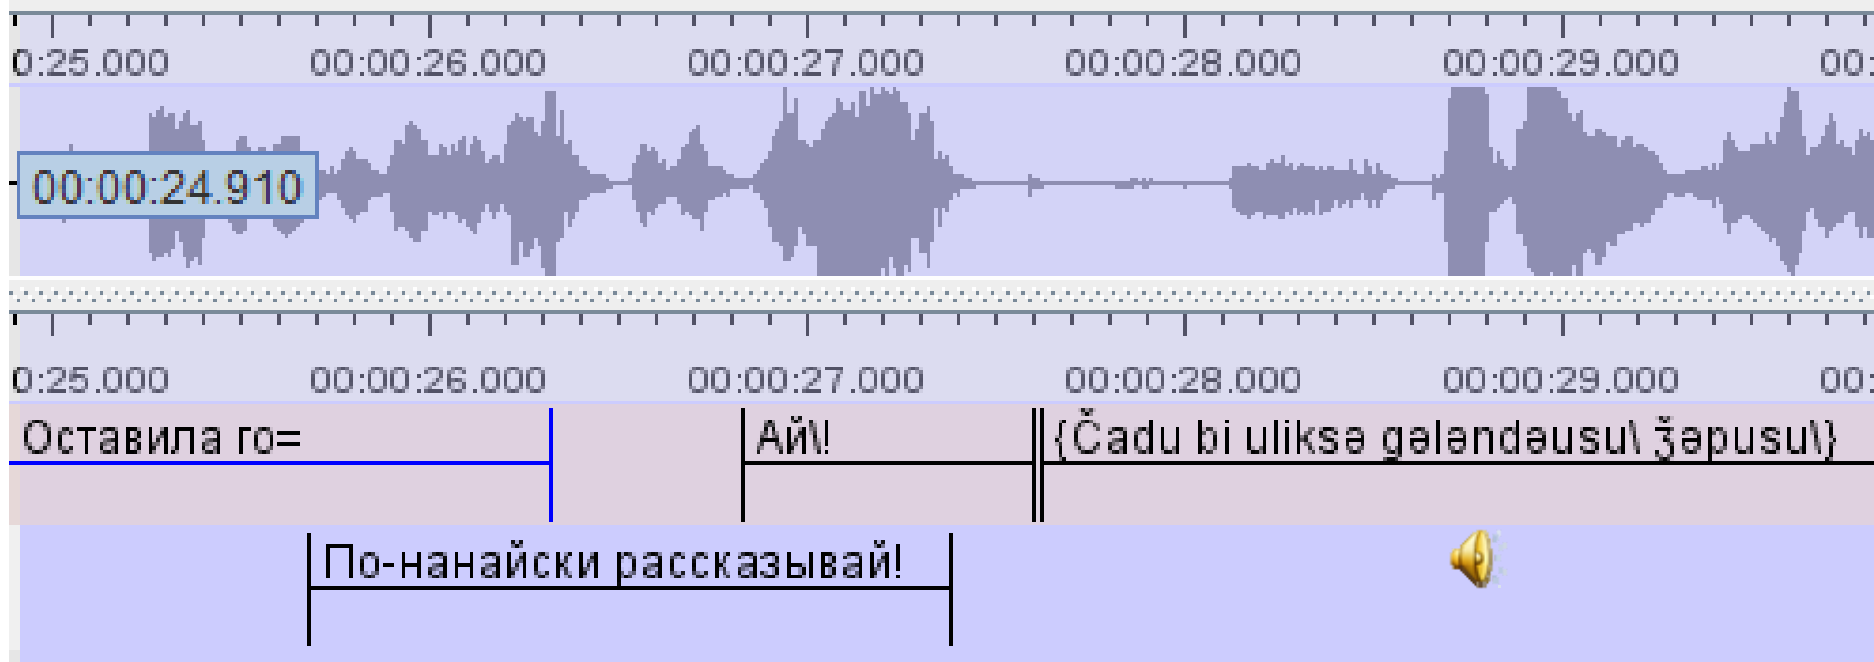 0:25.000 00:00:26.000 00:00:27.000 00:00:28.000 00:00:29.000 00:
00:00:24.910
0:25.000 00:00:26.000 00:00:27.000 00:00:28.000 00:00:29.000 00:
Оставила го= Ай\! {Čadu bi uliksə gələndəusu\ ǯəpusu\}
По-нанайски рассказывай!